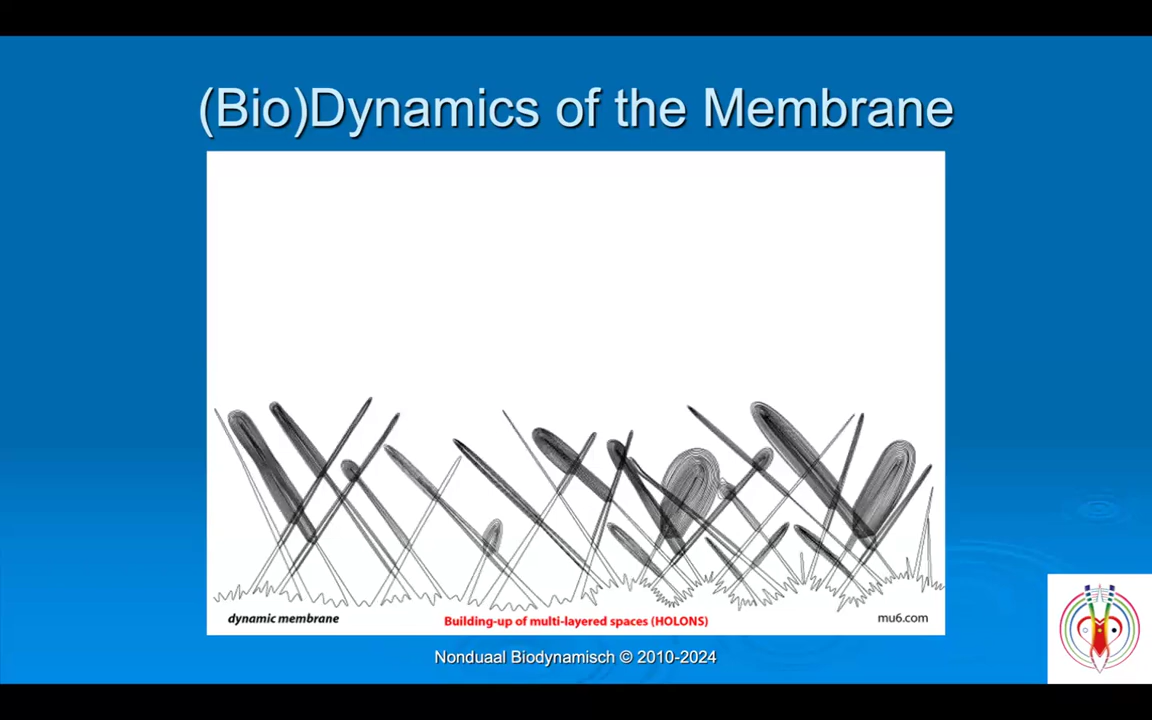 (Bio)Dynamics of the Membrane
dynamic membrane
Building-up of multi-layered spaces (HOLONS)
mu6.com
Nonduaal Biodynamisch © 2010-2024